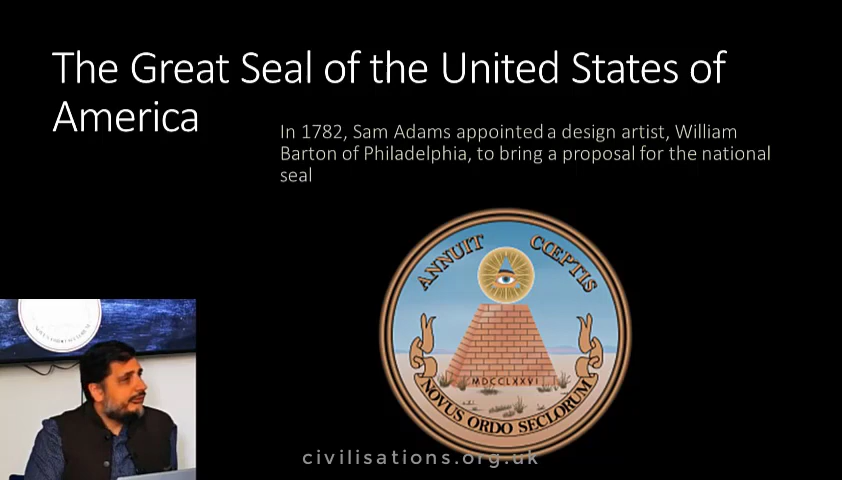 The Great Seal of the United States of
America
In 1782, Sam Adams appointed a design artist, William
Barton of Philadelphia, to bring a proposal for the national
seal
ANNUIT CŒPTIS
MDCCLXXVI
NOVUS ORDO SECLORUM
civilisations.org.uk